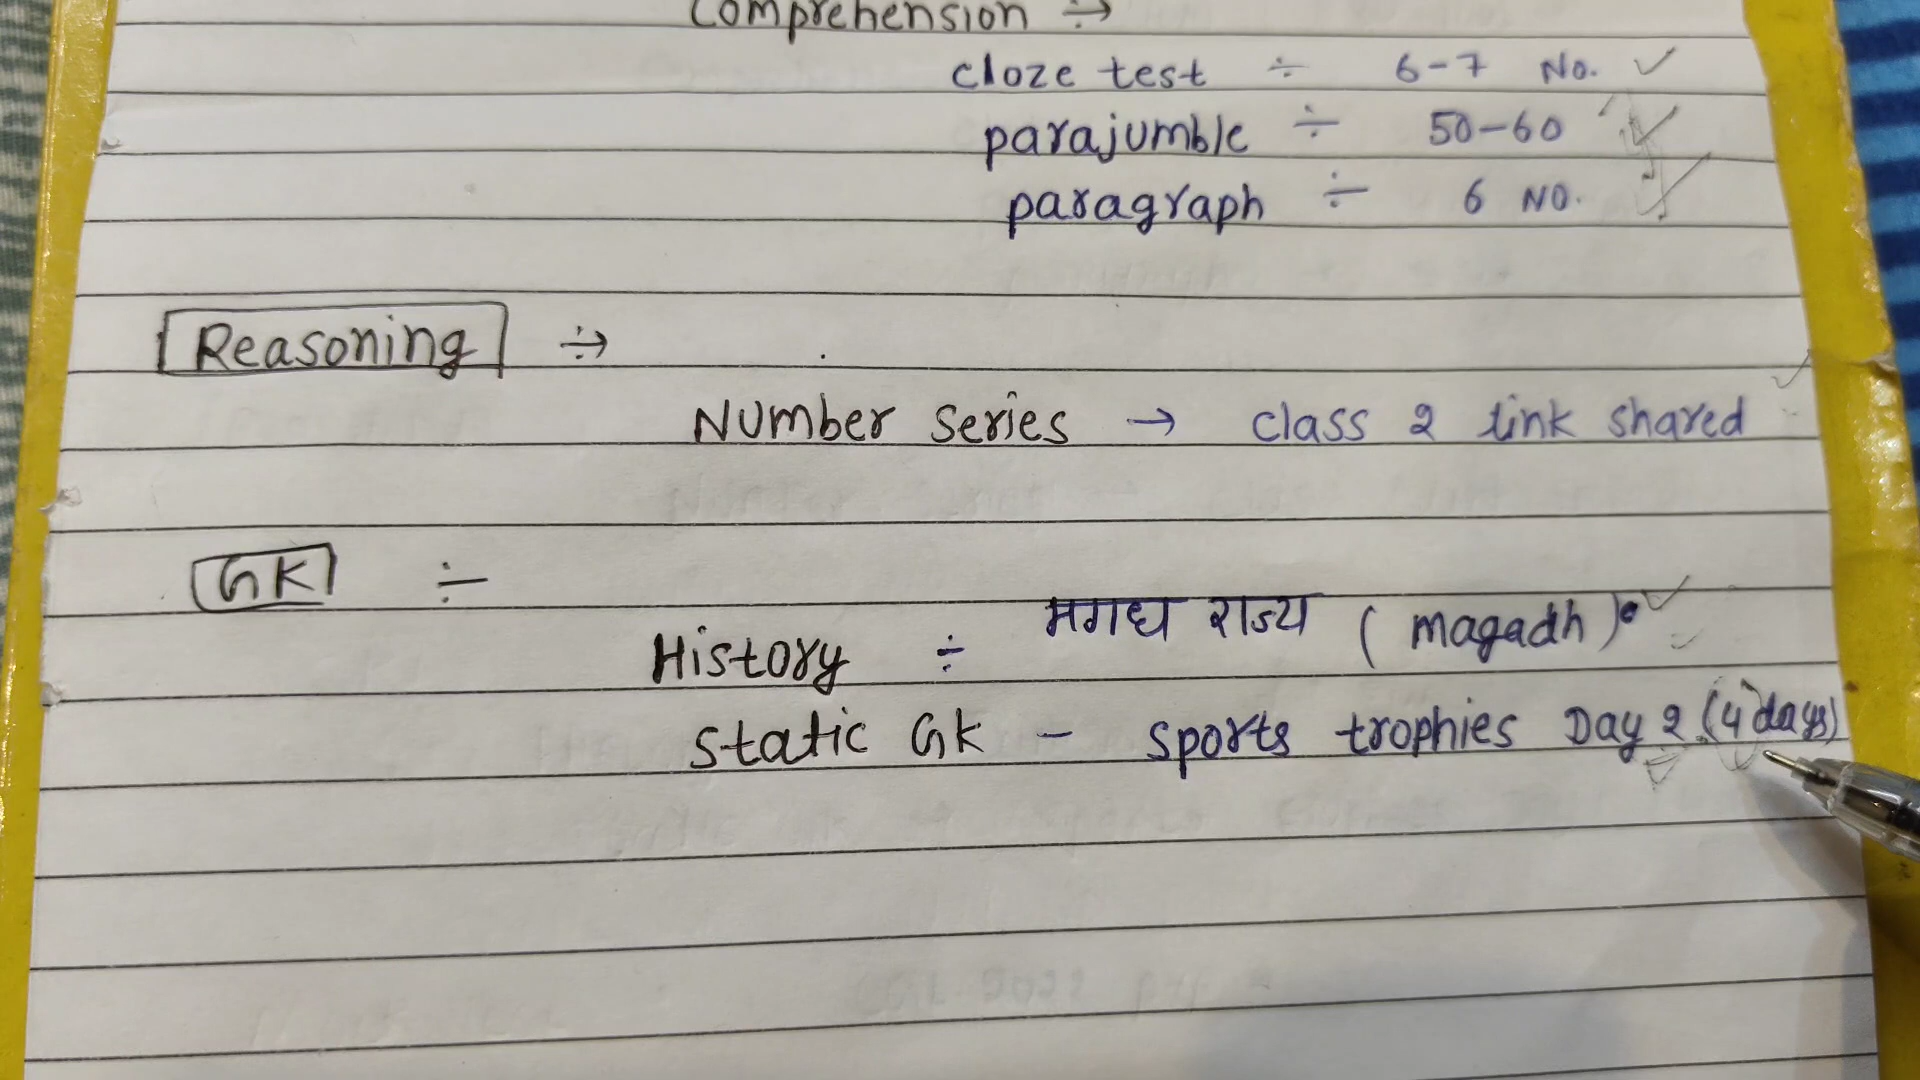 Comprehension ÷→
cloze test ÷ 6-7 No. ✓
parajumble ÷ 50-60 ✓
paragraph ÷ 6 NO. ✓
Reasoning ÷→
Number series → class 2 link shared ✓
GK ÷
History ÷ मगध राज्य ( Magadh ) ✓
Static GK - sports trophies Day 2 (4 days)